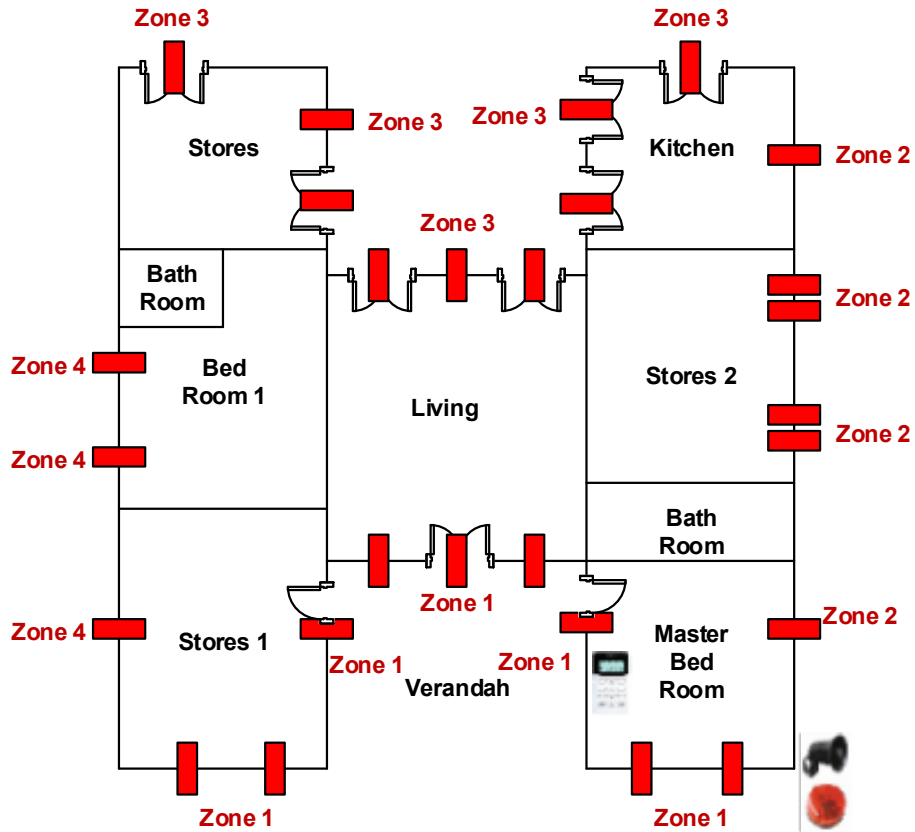 Zone 3
Zone 3
Zone 3
Zone 3
Stores
Kitchen
Zone 2
Zone 3
Bath
Room
Zone 2
Zone 4
Bed
Room 1
Stores 2
Living
Zone 2
Zone 4
Bath
Room
Zone 1
Zone 4
Stores 1
Zone 1
Zone 1
Master
Bed
Room
Zone 2
Verandah
Zone 1
Zone 1